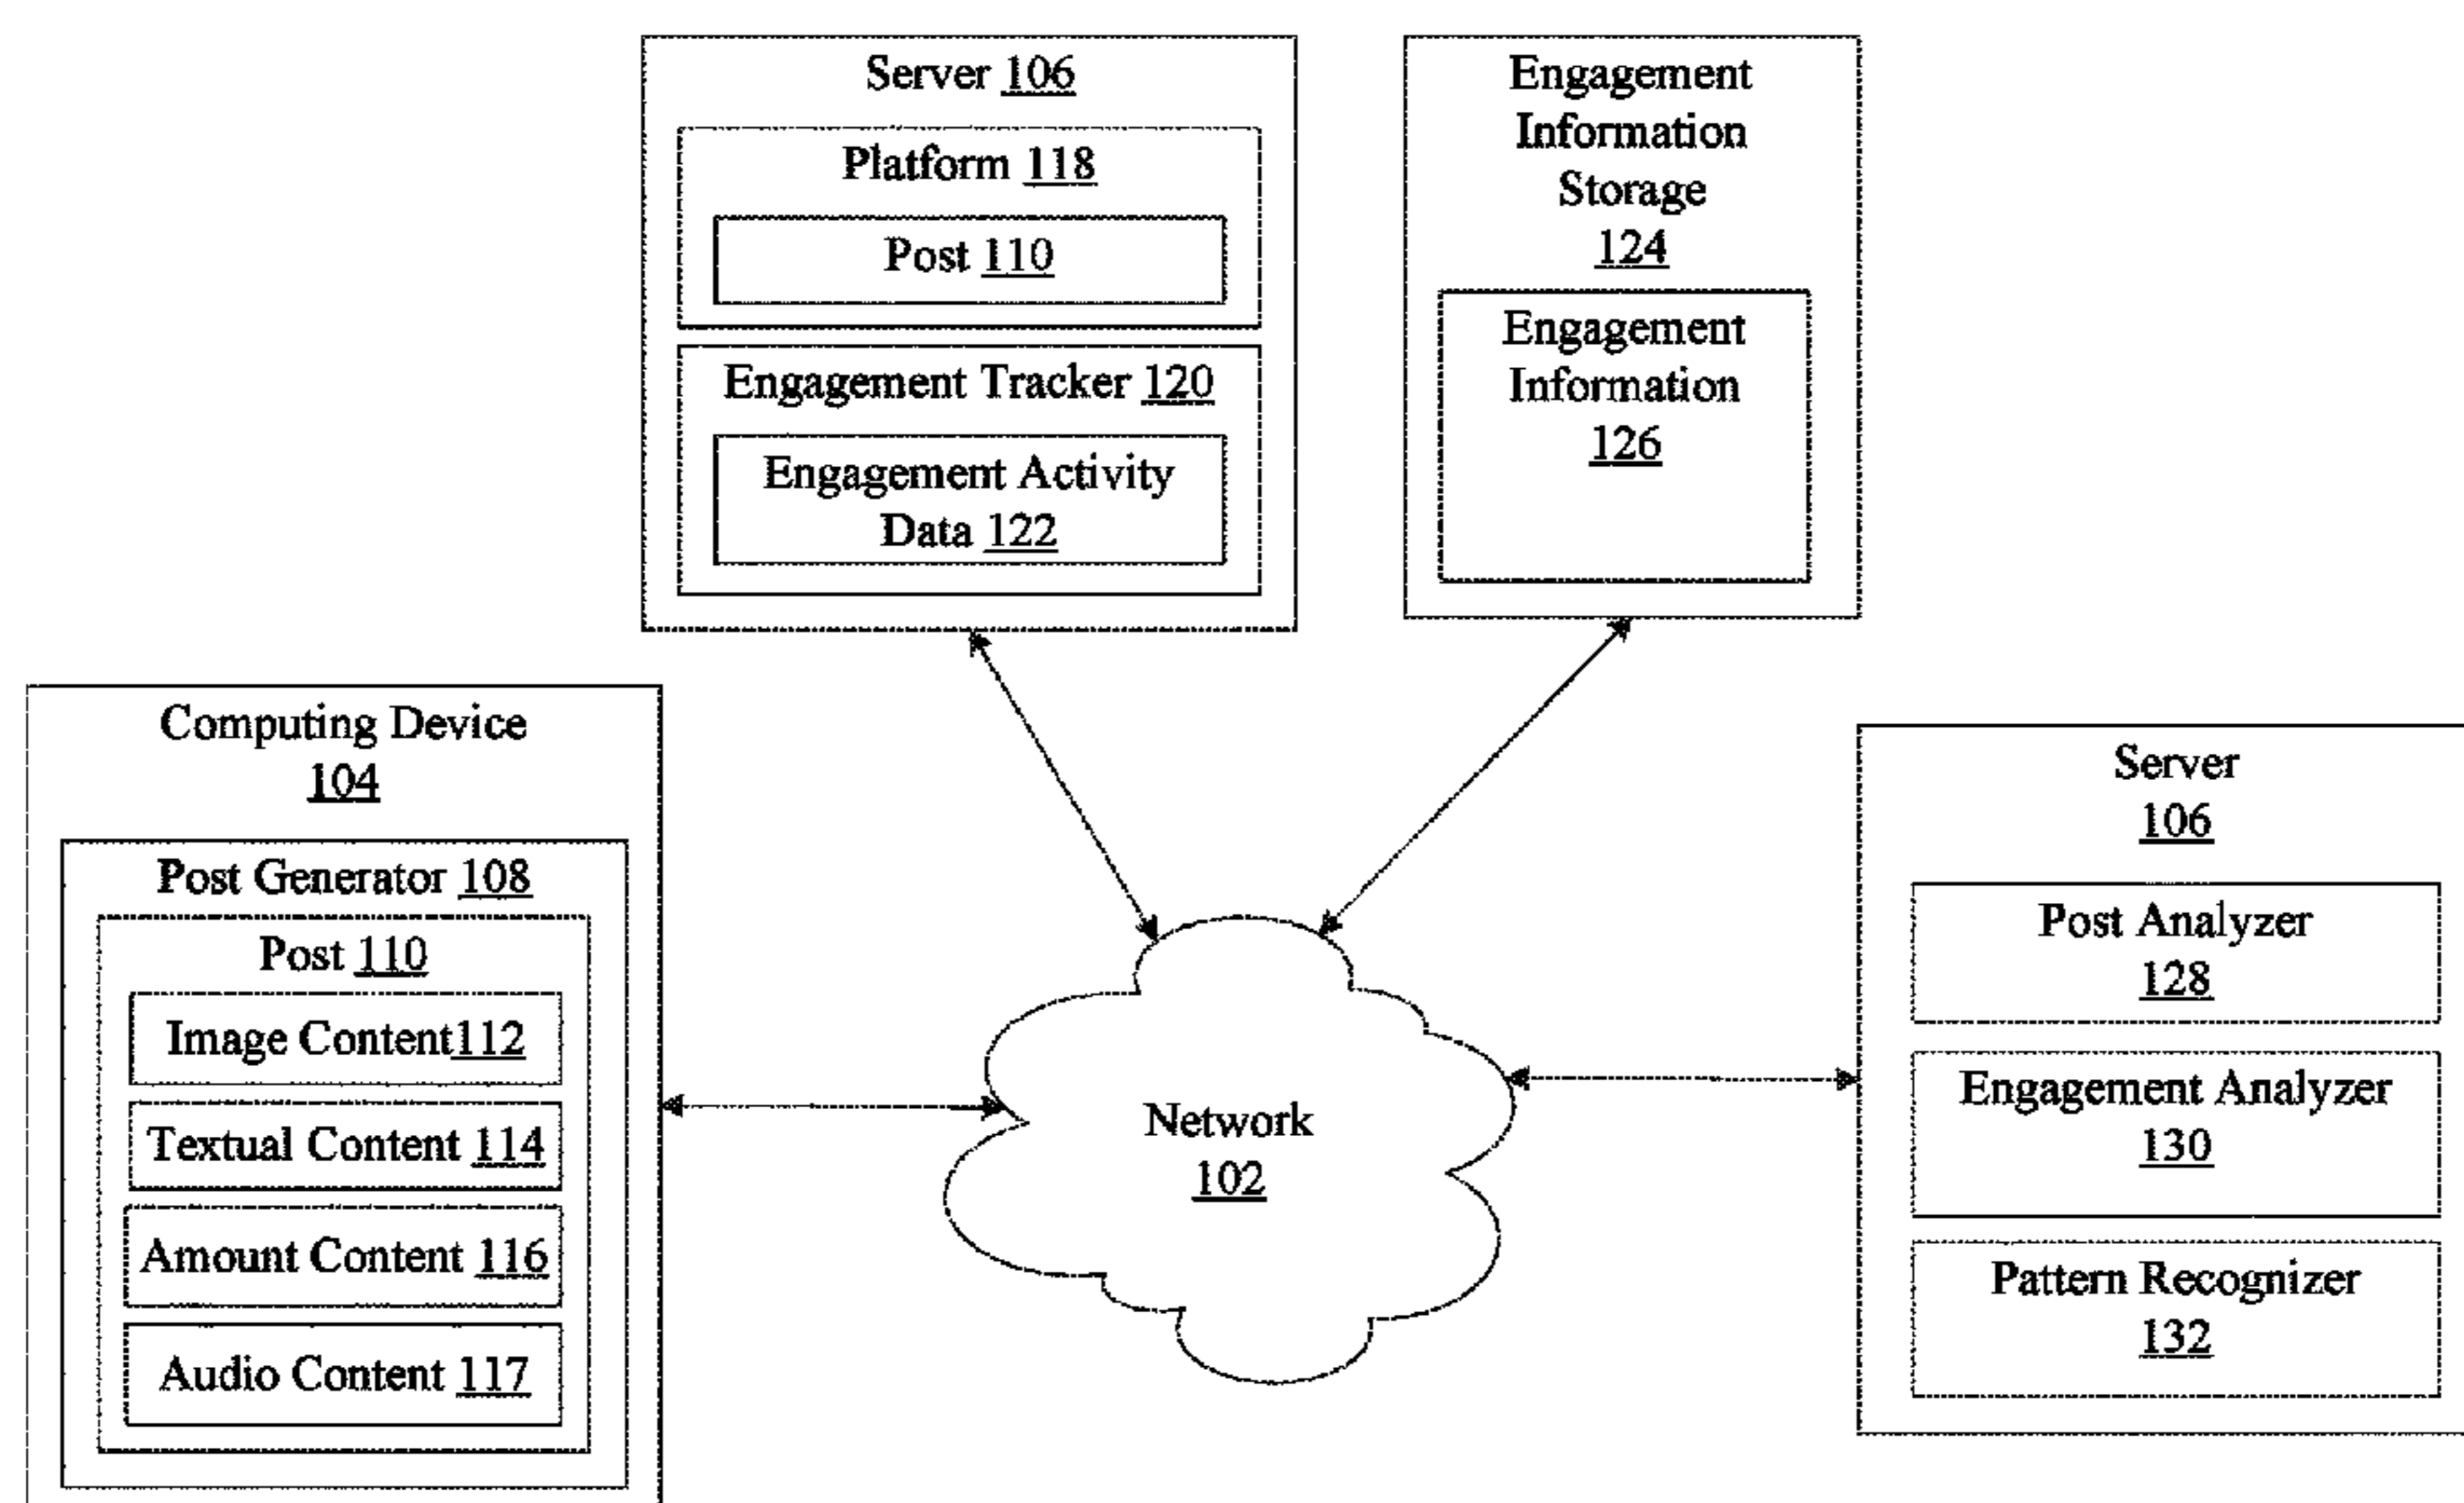 Server 106
Platform 118
Post 110
Engagement Tracker 120
Engagement Activity
Data 122
Engagement
Information
Storage
124
Engagement
Information
126
Computing Device
104
Post Generator 108
Post 110
Image Content112
Textual Content 114
Amount Content 116
Audio Content 117
Network
102
Server
106
Post Analyzer
128
Engagement Analyzer
130
Pattern Recognizer
132